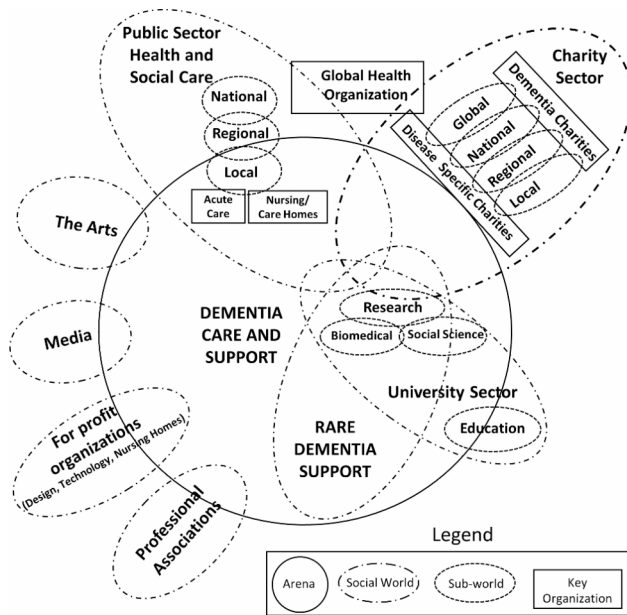 Public Sector
Health and
Social Care
National
Regional
Local
Acute
Care
Nursing/
Care Homes
Global Health
Organization
Charity
Sector
Dementia Charities
Global
National
Regional
Local
Disease Specific Charities
The Arts
Media
For profit
organizations
(Design, Technology, Nursing Homes)
Professional
Associations
DEMENTIA
CARE AND
SUPPORT
Research
Biomedical
Social Science
University Sector
Education
RARE
DEMENTIA
SUPPORT
Legend
Arena
Social World
Sub-world
Key
Organization